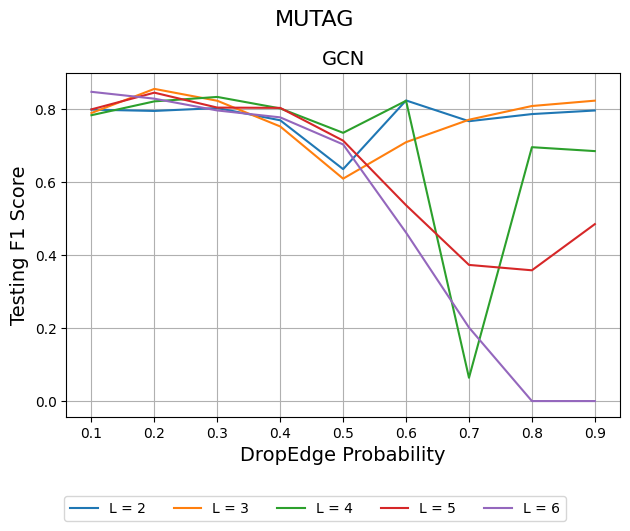 MUTAG
GCN
Testing F1 Score
0.8
0.6
0.4
0.2
0.0
0.1 0.2 0.3 0.4 0.5 0.6 0.7 0.8 0.9
DropEdge Probability
L = 2 L = 3 L = 4 L = 5 L = 6